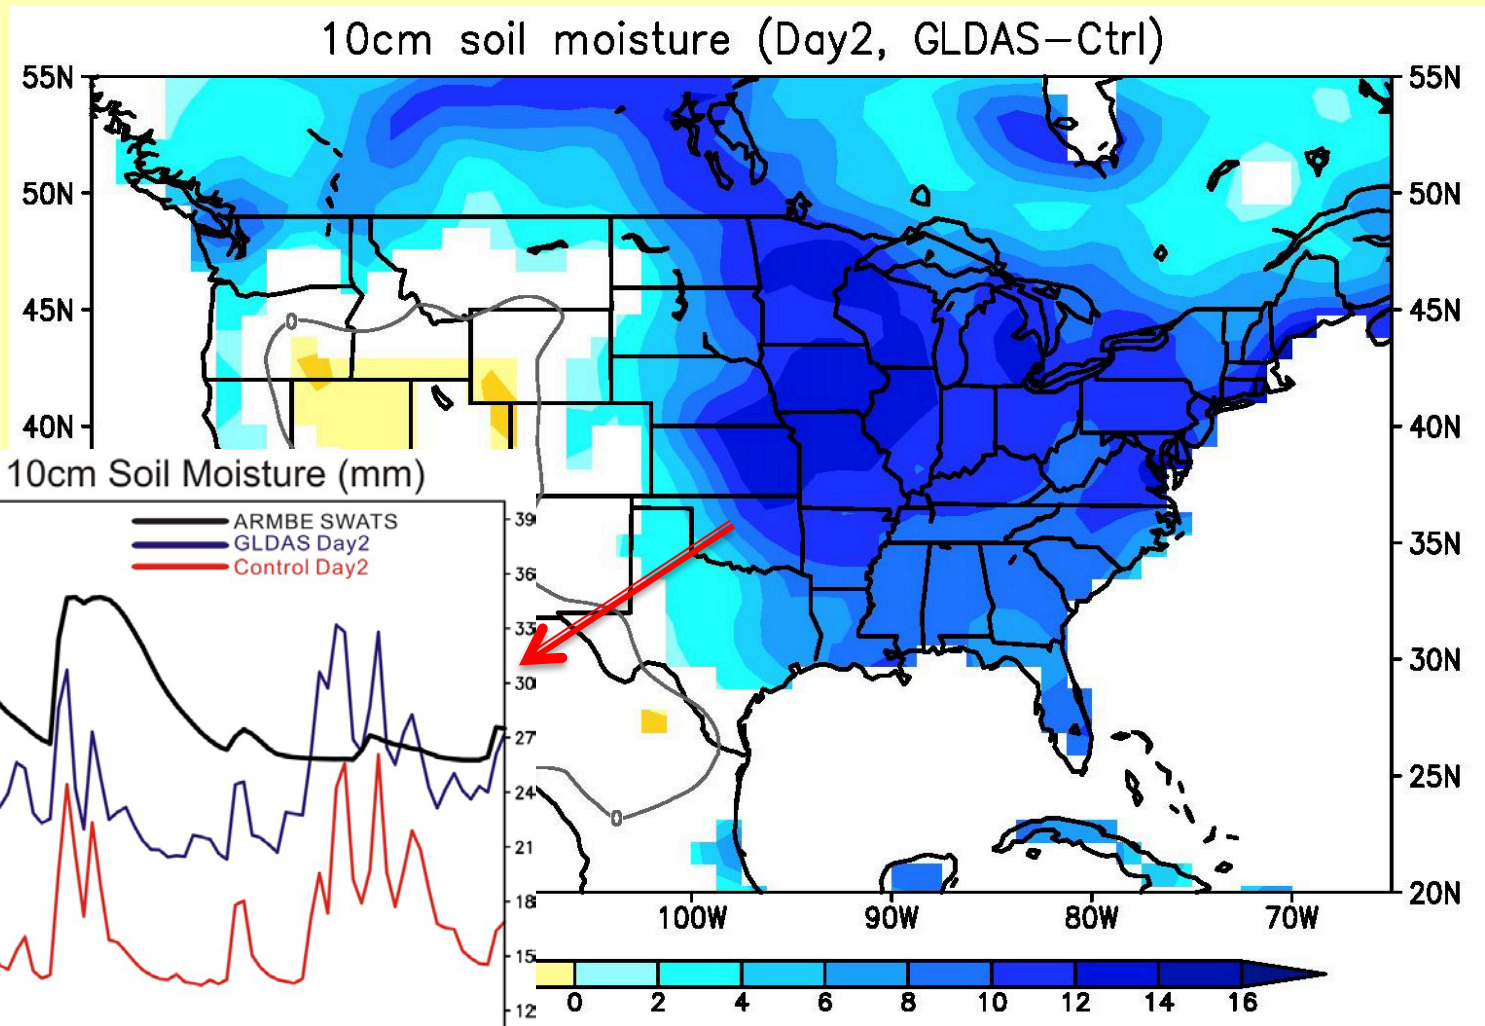 10cm soil moisture (Day2, GLDAS−Ctrl)
55N
55N
50N
50N
45N
45N
0
40N
40N
10cm Soil Moisture (mm)
ARMBE SWATS
GLDAS Day2
Control Day2
39
36
33
30
27
24
21
18
15
12
35N
30N
25N
20N
0
100W 90W 80W 70W
0 2 4 6 8 10 12 14 16